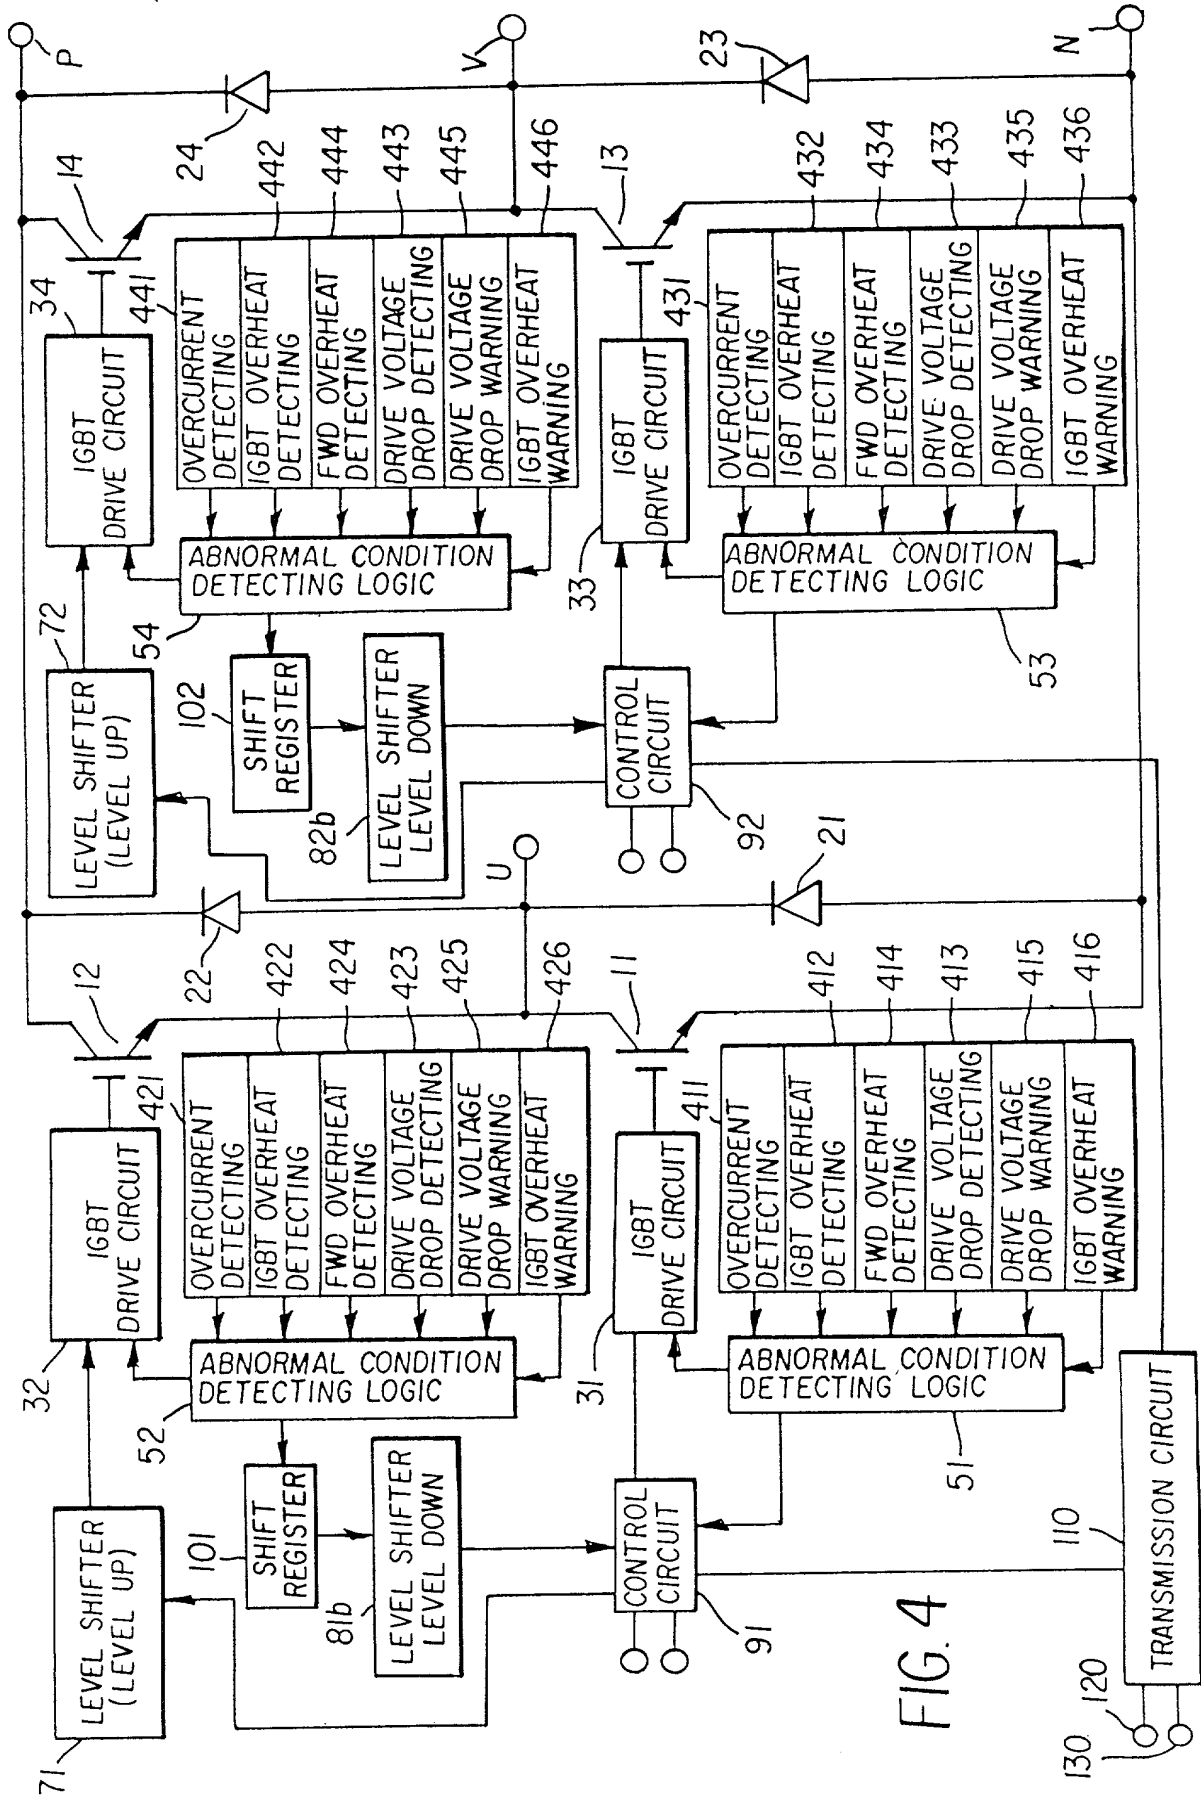 71
LEVEL SHIFTER
(LEVEL UP)
32
IGBT
DRIVE CIRCUIT
12
421
OVERCURRENT
DETECTING
IGBT OVERHEAT
DETECTING
FWD OVERHEAT
DETECTING
DRIVE VOLTAGE
DROP DETECTING
DRIVE VOLTAGE
DROP WARNING
IGBT OVERHEAT
WARNING
422
424
423
425
426
22
52
ABNORMAL CONDITION
DETECTING LOGIC
101
SHIFT
REGISTER
81b
LEVEL SHIFTER
LEVEL DOWN
31
IGBT
DRIVE CIRCUIT
11
U
411
OVERCURRENT
DETECTING
IGBT OVERHEAT
DETECTING
FWD OVERHEAT
DETECTING
DRIVE VOLTAGE
DROP DETECTING
DRIVE VOLTAGE
DROP WARNING
IGBT OVERHEAT
WARNING
412
414
413
415
416
21
CONTROL
CIRCUIT
91
ABNORMAL CONDITION
DETECTING LOGIC
51
72
LEVEL SHIFTER
(LEVEL UP)
34
IGBT
DRIVE CIRCUIT
14
P
441
OVERCURRENT
DETECTING
IGBT OVERHEAT
DETECTING
FWD OVERHEAT
DETECTING
DRIVE VOLTAGE
DROP DETECTING
DRIVE VOLTAGE
DROP WARNING
IGBT OVERHEAT
WARNING
442
444
443
445
446
24
54
ABNORMAL CONDITION
DETECTING LOGIC
102
SHIFT
REGISTER
82b
LEVEL SHIFTER
LEVEL DOWN
33
IGBT
DRIVE CIRCUIT
13
V
431
OVERCURRENT
DETECTING
IGBT OVERHEAT
DETECTING
FWD OVERHEAT
DETECTING
DRIVE VOLTAGE
DROP DETECTING
DRIVE VOLTAGE
DROP WARNING
IGBT OVERHEAT
WARNING
432
434
433
435
436
23
N
CONTROL
CIRCUIT
92
ABNORMAL CONDITION
DETECTING LOGIC
53
FIG. 4
110
TRANSMISSION CIRCUIT
120
130